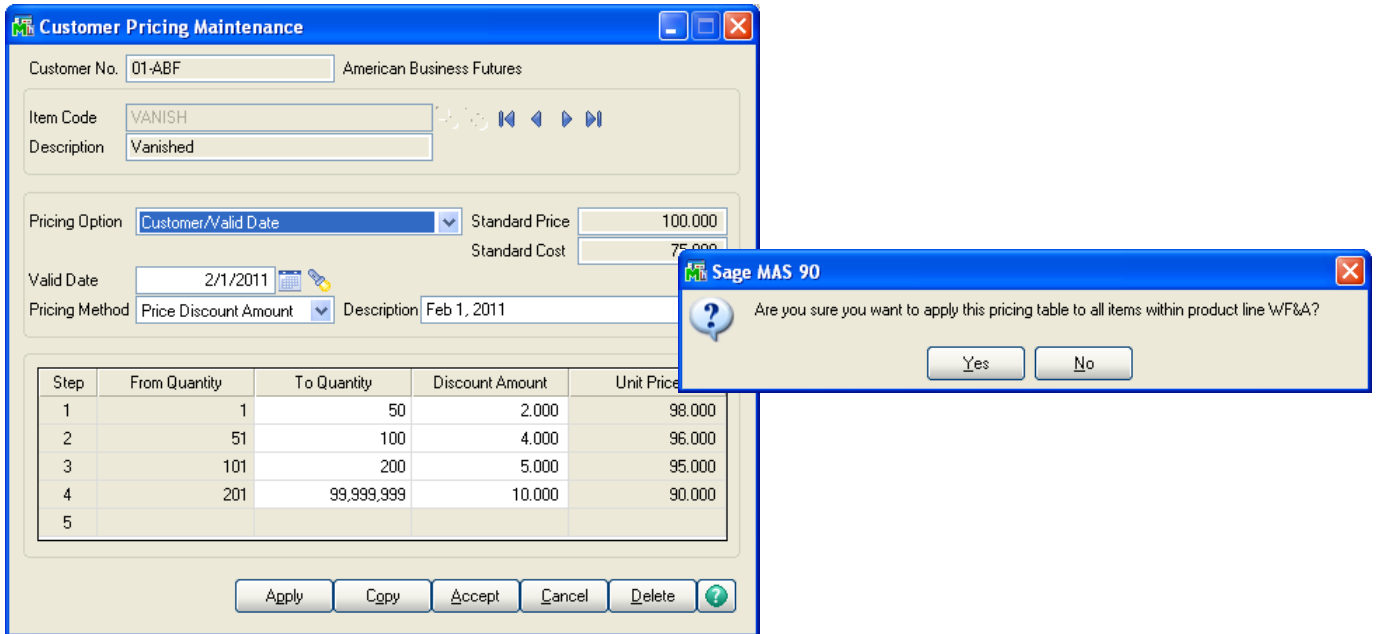 Customer Pricing Maintenance
Customer No. 01-ABF American Business Futures
Item Code VANISH
Description Vanished
Pricing Option Customer/Valid Date Standard Price 100.000
Standard Cost 75.000
Valid Date 2/1/2011
Pricing Method Price Discount Amount Description Feb 1, 2011
Step From Quantity To Quantity Discount Amount Unit Price
1 1 50 2.000 98.000
2 51 100 4.000 96.000
3 101 200 5.000 95.000
4 201 99,999,999 10.000 90.000
5
Apply Copy Accept Cancel Delete ?
Sage MAS 90
Are you sure you want to apply this pricing table to all items within product line WF&A?
Yes No